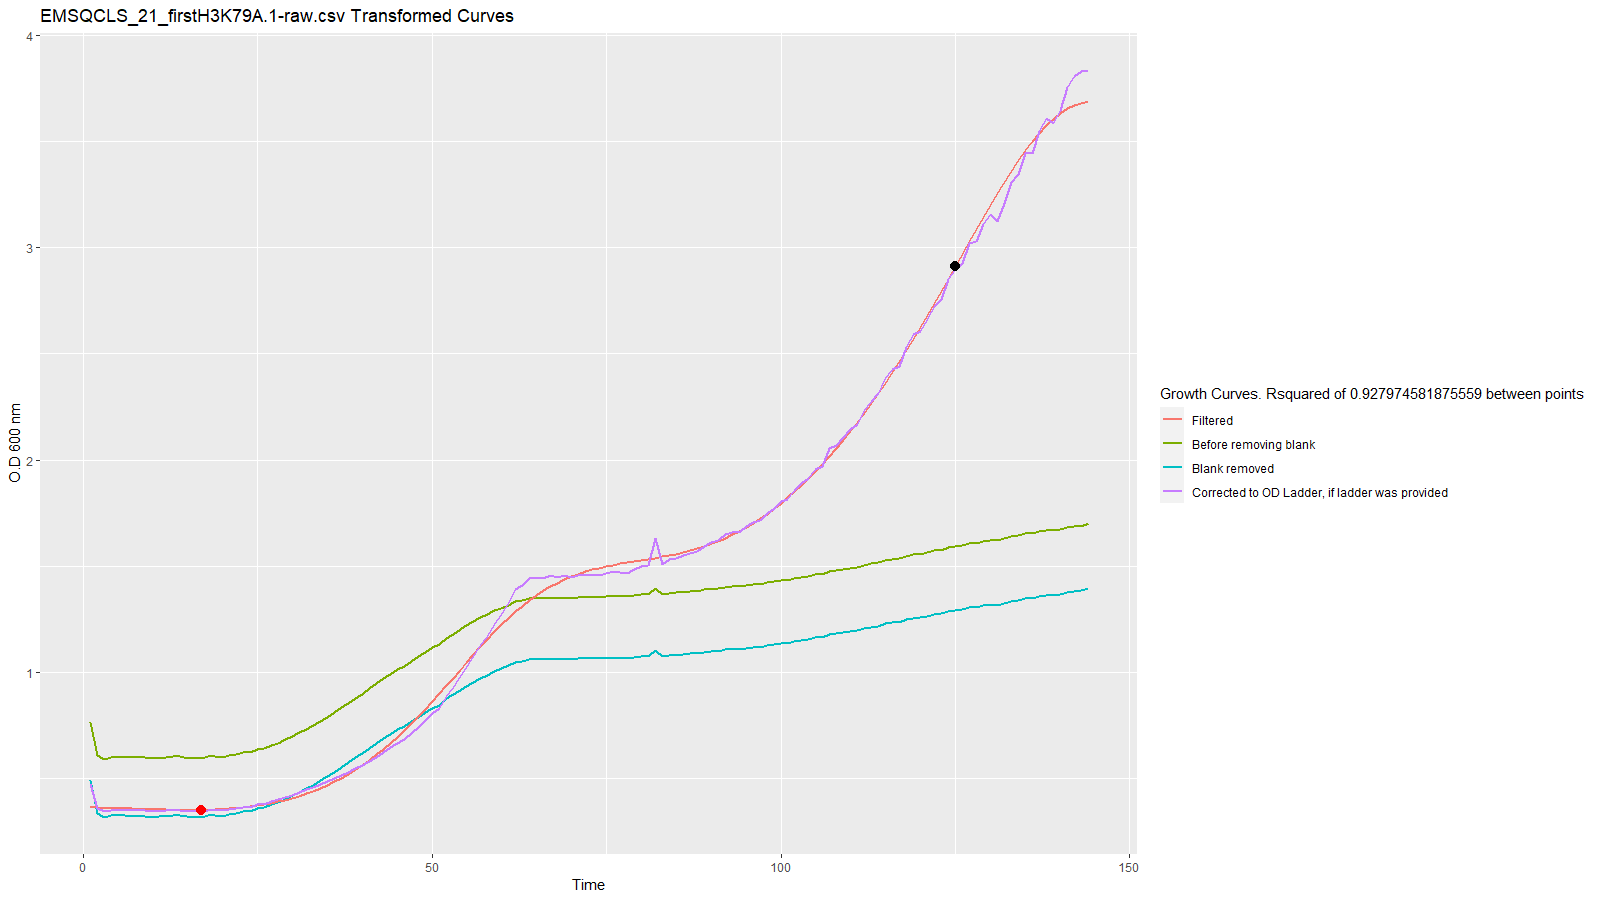 EMSQCLS_21_firstH3K79A.1-raw.csv Transformed Curves
4
3
2
1
O.D 600 nm
0
50
100
150
Time
Growth Curves. Rsquared of 0.927974581875559 between points
Filtered
Before removing blank
Blank removed
Corrected to OD Ladder, if ladder was provided